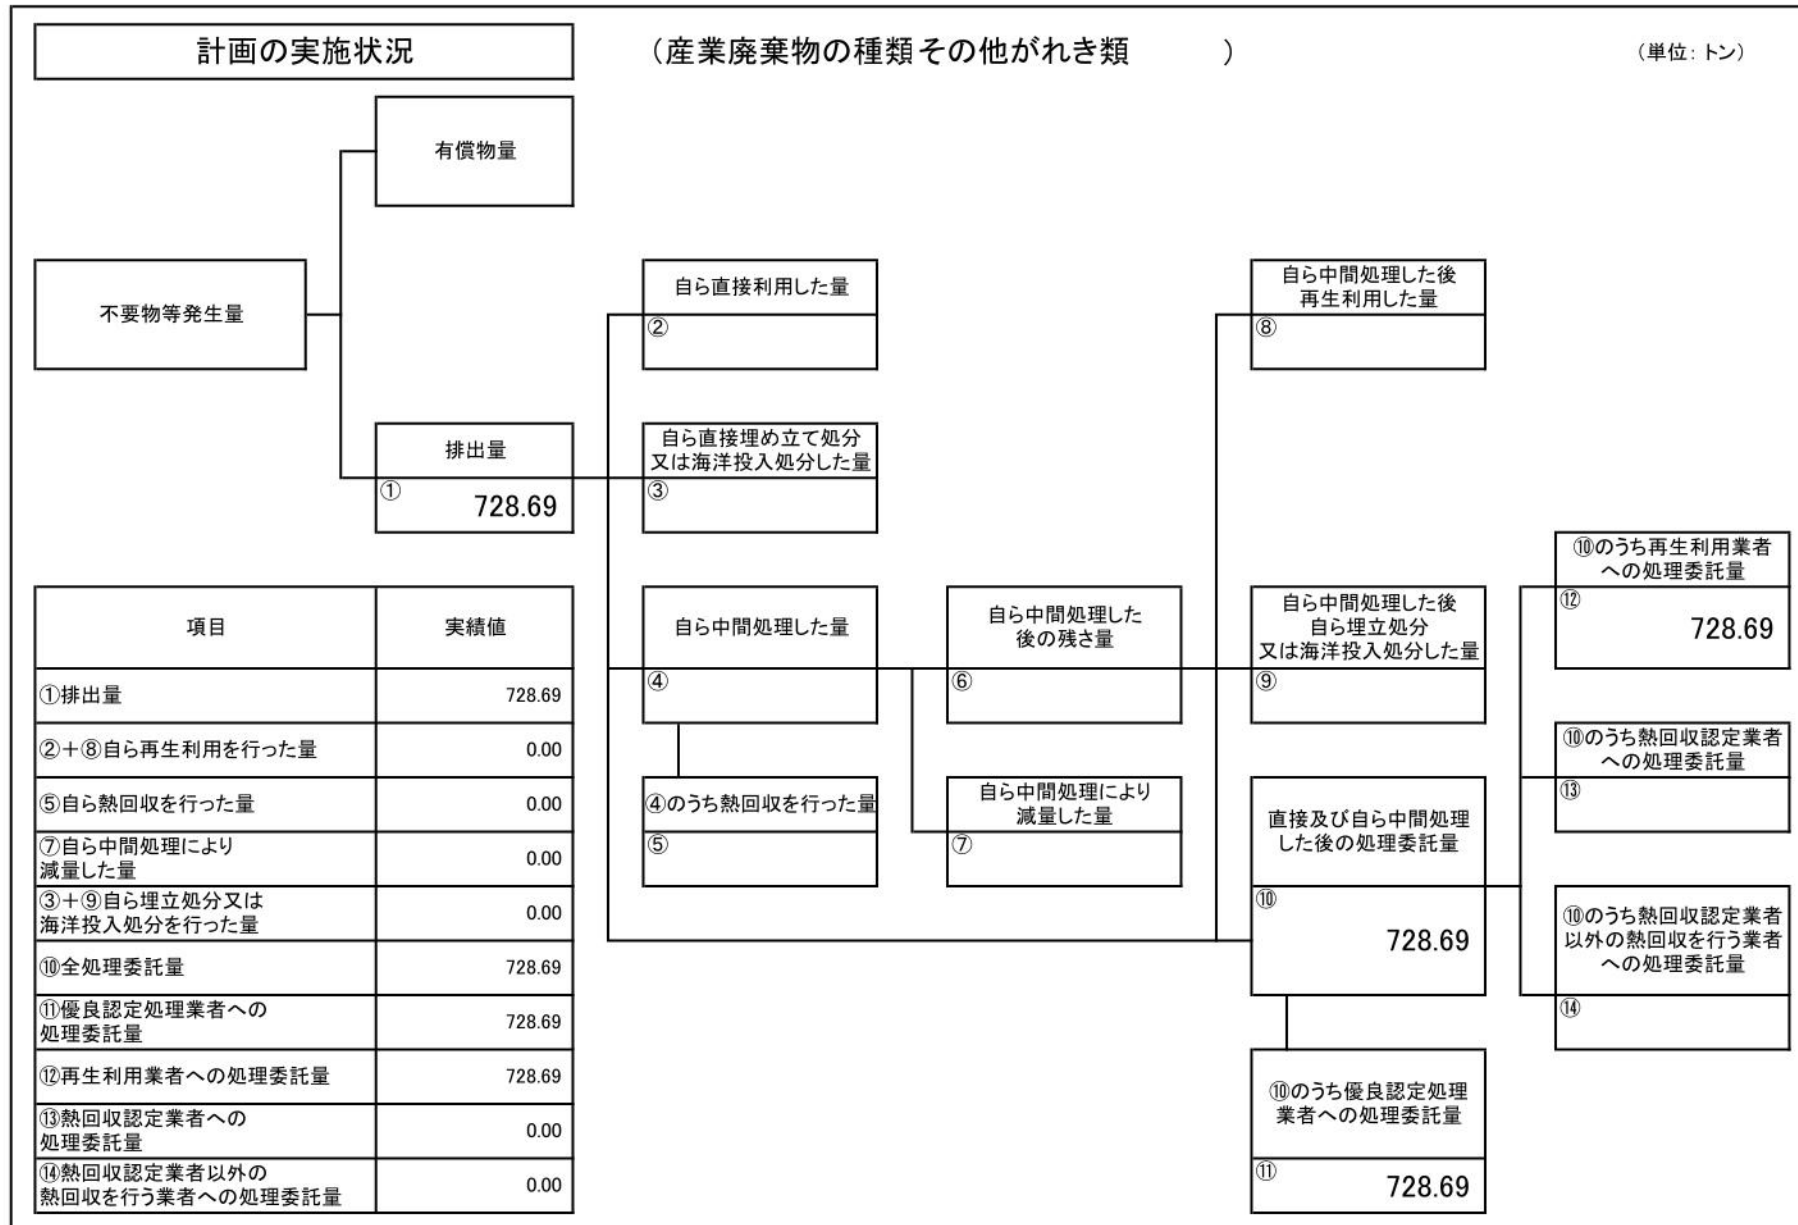 計画の実施状況
（産業廃棄物の種類その他がれき類　　　）
（単位：トン）
有償物量
不要物等発生量
自ら直接利用した量
②
自ら中間処理した後
再生利用した量
⑧
排出量
①
728.69
自ら直接埋め立て処分
又は海洋投入処分した量
③
⑩のうち再生利用業者
への処理委託量
⑫
728.69
自ら中間処理した量
④
自ら中間処理した
後の残さ量
⑥
自ら中間処理した後
自ら埋立処分
又は海洋投入処分した量
⑨
⑩のうち熱回収認定業者
への処理委託量
⑬
④のうち熱回収を行った量
⑤
自ら中間処理により
減量した量
⑦
直接及び自ら中間処理
した後の処理委託量
⑩
728.69
⑩のうち熱回収認定業者
以外の熱回収を行う業者
への処理委託量
⑭
⑩のうち優良認定処理
業者への処理委託量
⑪
728.69
項目 実績値
①排出量 728.69
②＋⑧自ら再生利用を行った量 0.00
⑤自ら熱回収を行った量 0.00
⑦自ら中間処理により
減量した量 0.00
③＋⑨自ら埋立処分又は
海洋投入処分を行った量 0.00
⑩全処理委託量 728.69
⑪優良認定処理業者への
処理委託量 728.69
⑫再生利用業者への処理委託量 728.69
⑬熱回収認定業者への
処理委託量 0.00
⑭熱回収認定業者以外の
熱回収を行う業者への処理委託量 0.00